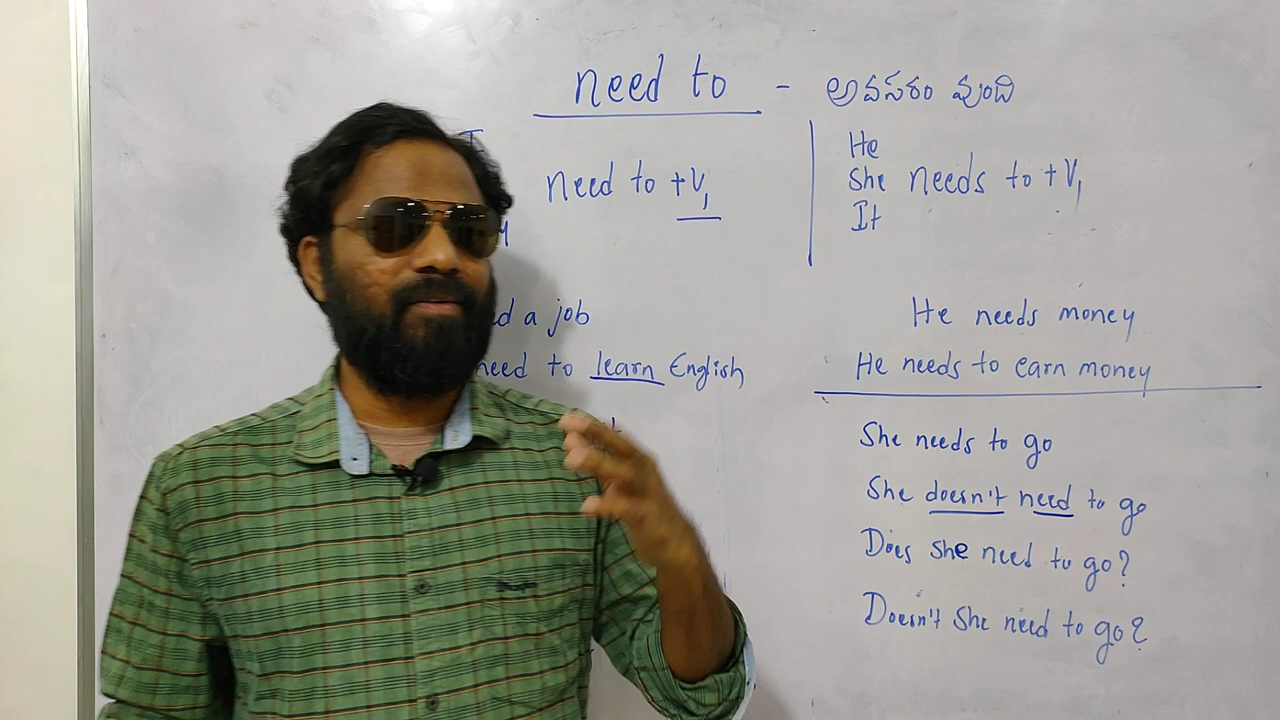 need to - అవసరం వుంది
I
need to + V1
He
She needs to + V1
It
a job
need to learn English
He needs money
He needs to earn money
She needs to go
She doesn't need to go
Does she need to go?
Doesn't she need to go?